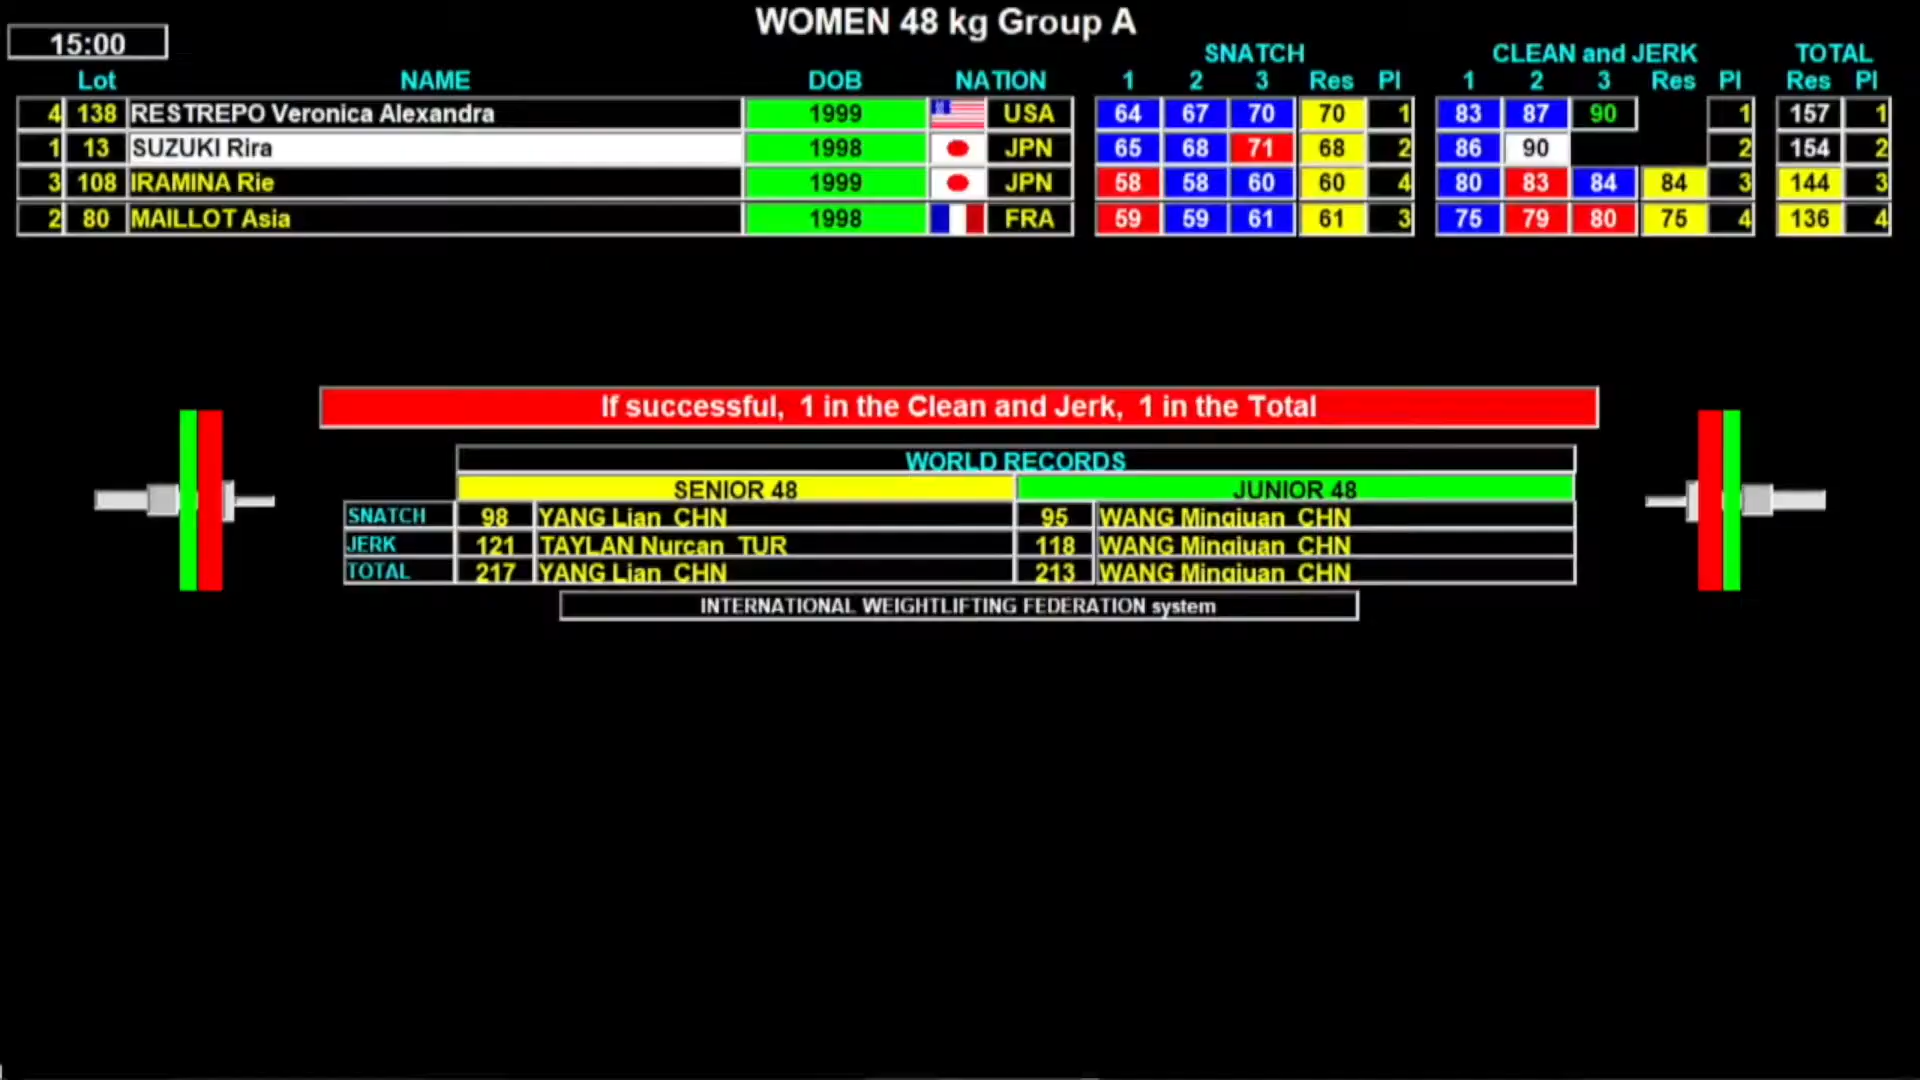 WOMEN 48 kg Group A
15:00
SNATCH CLEAN and JERK TOTAL
Lot NAME DOB NATION 1 2 3 Res Pl 1 2 3 Res Pl Res Pl
4 138 RESTREPO Veronica Alexandra 1999 USA 64 67 70 70 1 83 87 90 1 157 1
1 13 SUZUKI Rira 1998 JPN 65 68 71 68 2 86 90 2 154 2
3 108 IRAMINA Rie 1999 JPN 58 58 60 60 4 80 83 84 84 3 144 3
2 80 MAILLOT Asia 1998 FRA 59 59 61 61 3 75 79 80 75 4 136 4
If successful, 1 in the Clean and Jerk, 1 in the Total
WORLD RECORDS
SENIOR 48 JUNIOR 48
SNATCH 98 YANG Lian CHN 95 WANG Mingjuan CHN
JERK 121 TAYLAN Nurcan TUR 118 WANG Mingjuan CHN
TOTAL 217 YANG Lian CHN 213 WANG Mingjuan CHN
INTERNATIONAL WEIGHTLIFTING FEDERATION system